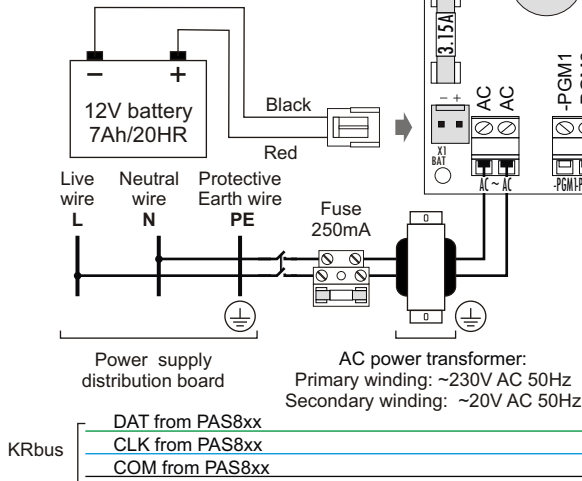 3.15A
− +
12V battery
7Ah/20HR
Black
Red
− +
X1
BAT
AC
AC
AC ~ AC
-PGM1
Live
wire
L
Neutral
wire
N
Protective
Earth wire
PE
Fuse
250mA
Power supply
distribution board
AC power transformer:
Primary winding: ~230V AC 50Hz
Secondary winding: ~20V AC 50Hz
KRbus
DAT from PAS8xx
CLK from PAS8xx
COM from PAS8xx